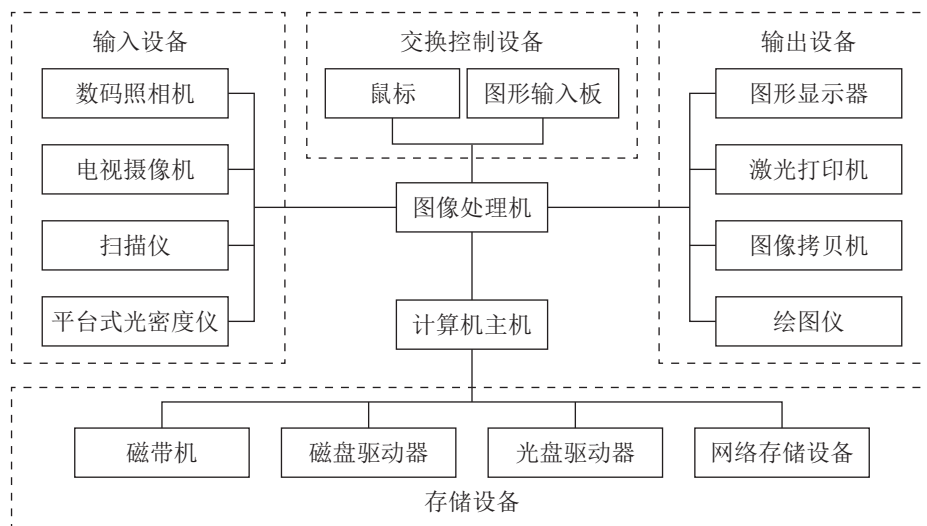 输入设备
数码照相机
电视摄像机
扫描仪
平台式光密度仪
交换控制设备
鼠标
图形输入板
图像处理机
计算机主机
输出设备
图形显示器
激光打印机
图像拷贝机
绘图仪
磁带机
磁盘驱动器
光盘驱动器
网络存储设备
存储设备